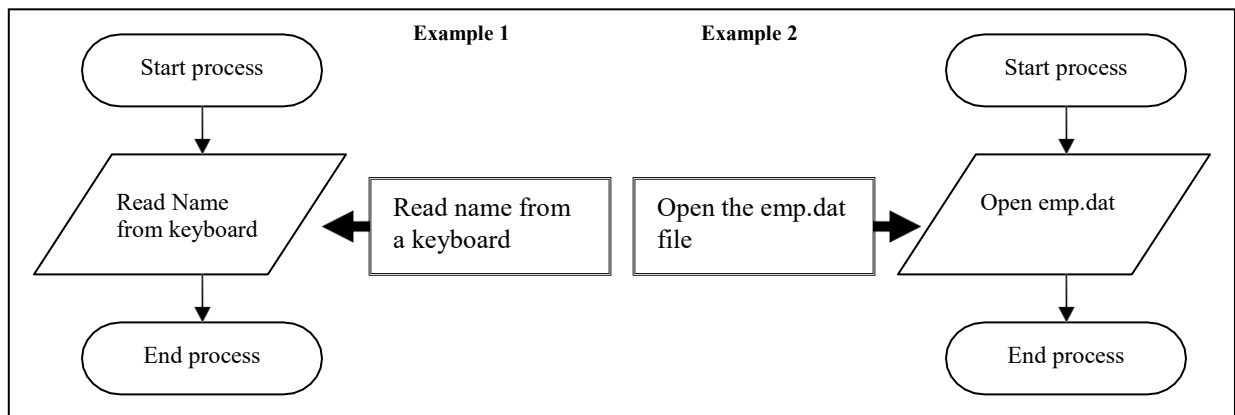 Example 1
Example 2
Start process
Start process
Read Name
from keyboard
Read name from
a keyboard
Open the emp.dat
file
Open emp.dat
End process
End process